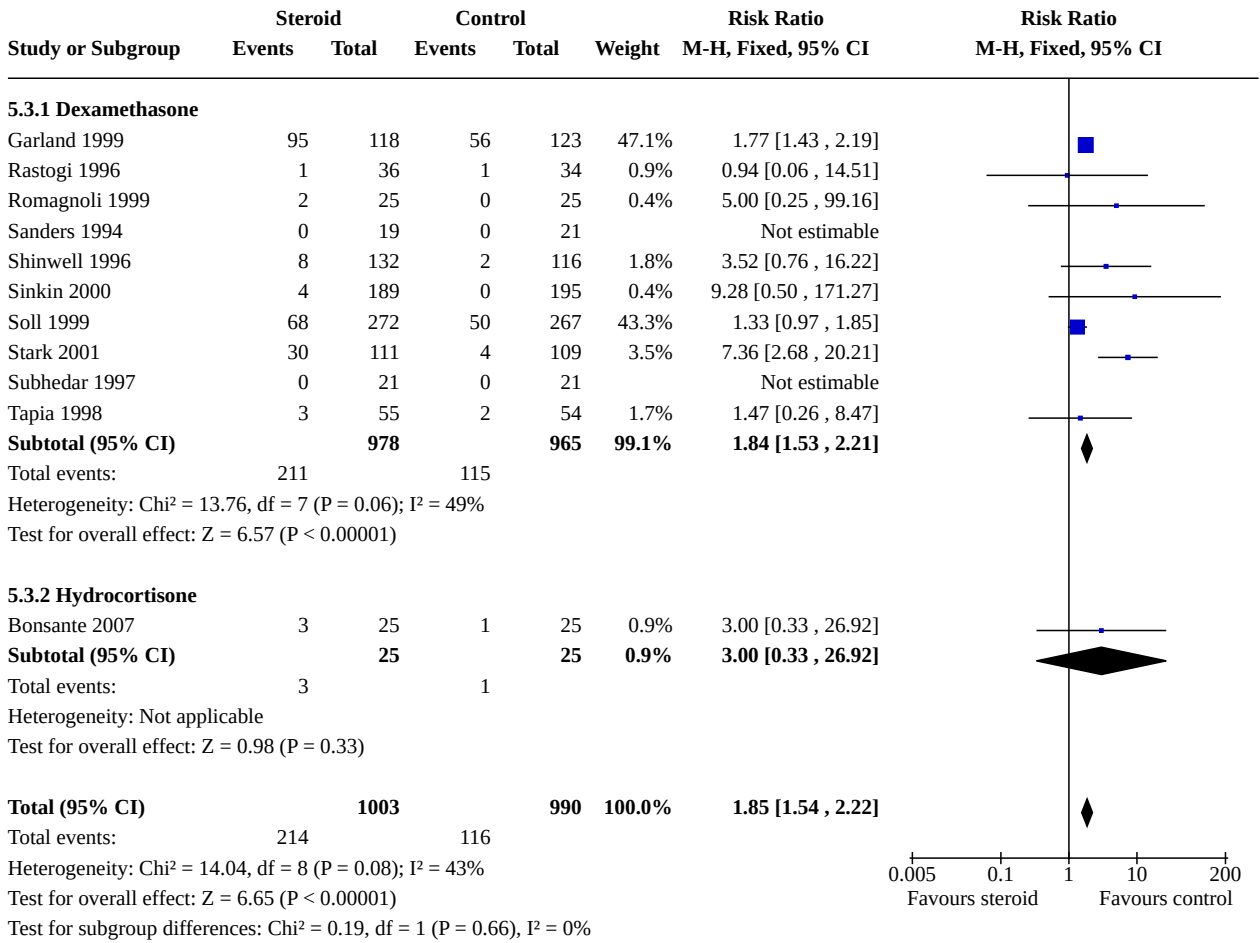 Steroid Control Risk Ratio Risk Ratio
Study or Subgroup Events Total Events Total Weight M-H, Fixed, 95% CI M-H, Fixed, 95% CI
5.3.1 Dexamethasone
Garland 1999 95 118 56 123 47.1% 1.77 [1.43 , 2.19]
Rastogi 1996 1 36 1 34 0.9% 0.94 [0.06 , 14.51]
Romagnoli 1999 2 25 0 25 0.4% 5.00 [0.25 , 99.16]
Sanders 1994 0 19 0 21 Not estimable
Shinwell 1996 8 132 2 116 1.8% 3.52 [0.76 , 16.22]
Sinkin 2000 4 189 0 195 0.4% 9.28 [0.50 , 171.27]
Soll 1999 68 272 50 267 43.3% 1.33 [0.97 , 1.85]
Stark 2001 30 111 4 109 3.5% 7.36 [2.68 , 20.21]
Subhedar 1997 0 21 0 21 Not estimable
Tapia 1998 3 55 2 54 1.7% 1.47 [0.26 , 8.47]
Subtotal (95% CI) 978 965 99.1% 1.84 [1.53 , 2.21]
Total events: 211 115
Heterogeneity: Chi² = 13.76, df = 7 (P = 0.06); I² = 49%
Test for overall effect: Z = 6.57 (P < 0.00001)
5.3.2 Hydrocortisone
Bonsante 2007 3 25 1 25 0.9% 3.00 [0.33 , 26.92]
Subtotal (95% CI) 25 25 0.9% 3.00 [0.33 , 26.92]
Total events: 3 1
Heterogeneity: Not applicable
Test for overall effect: Z = 0.98 (P = 0.33)
Total (95% CI) 1003 990 100.0% 1.85 [1.54 , 2.22]
Total events: 214 116
Heterogeneity: Chi² = 14.04, df = 8 (P = 0.08); I² = 43%
0.005 0.1 1 10 200
Test for overall effect: Z = 6.65 (P < 0.00001)
Favours steroid Favours control
Test for subgroup differences: Chi² = 0.19, df = 1 (P = 0.66), I² = 0%